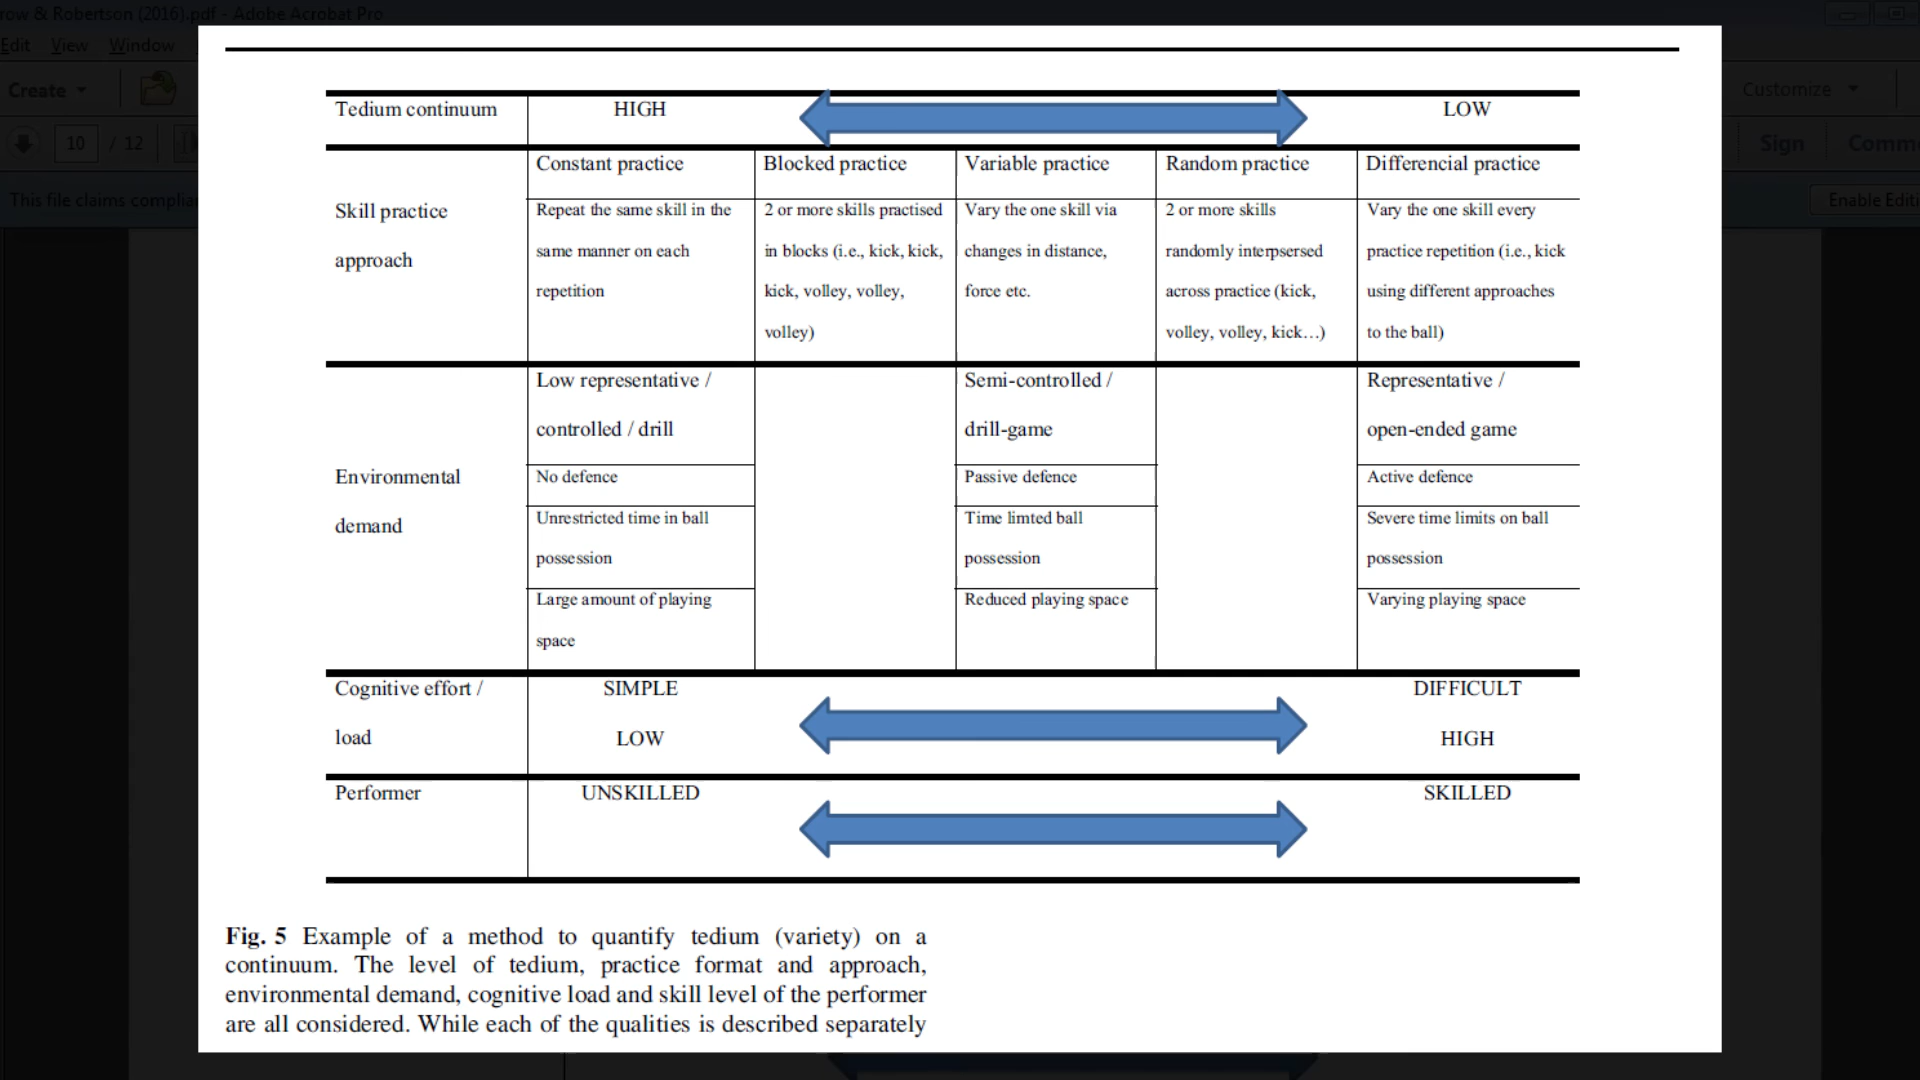 row & Robertson (2016).pdf - Adobe Acrobat Pro
Edit View Window
Create
Customize
10 / 12
Sign
This file claims
Tedium continuum HIGH LOW
Skill practice
approach
Constant practice
Repeat the same skill in the
same manner on each
repetition
Blocked practice
2 or more skills practised
in blocks (i.e., kick, kick,
kick, volley, volley,
volley)
Variable practice
Vary the one skill via
changes in distance,
force etc.
Random practice
2 or more skills
randomly interpsersed
across practice (kick,
volley, volley, kick…)
Differencial practice
Vary the one skill every
practice repetition (i.e., kick
using different approaches
to the ball)
Environmental
demand
Low representative /
controlled / drill
No defence
Unrestricted time in ball
possession
Large amount of playing
space
Semi-controlled /
drill-game
Passive defence
Time limted ball
possession
Reduced playing space
Representative /
open-ended game
Active defence
Severe time limits on ball
possession
Varying playing space
Cognitive effort /
load
SIMPLE
LOW
DIFFICULT
HIGH
Performer UNSKILLED SKILLED
Fig. 5 Example of a method to quantify tedium (variety) on a
continuum. The level of tedium, practice format and approach,
environmental demand, cognitive load and skill level of the performer
are all considered. While each of the qualities is described separately